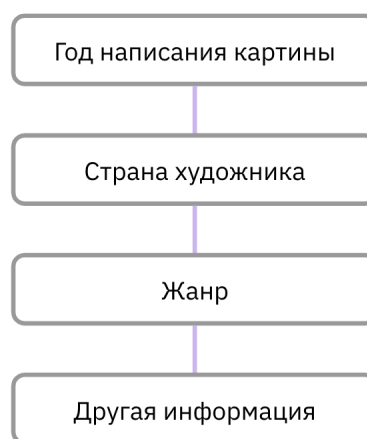 Год написания картины
Страна художника
Жанр
Другая информация